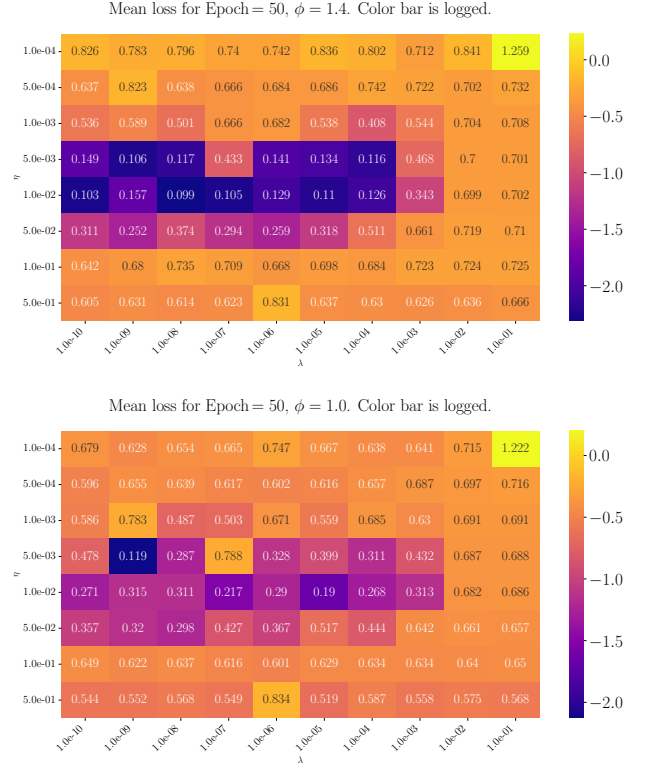 Mean loss for Epoch = 50, ϕ = 1.4. Color bar is logged.
1.0e-04 0.826 0.783 0.796 0.74 0.742 0.836 0.802 0.712 0.841 1.259
5.0e-04 0.637 0.823 0.638 0.666 0.684 0.686 0.742 0.722 0.702 0.732
1.0e-03 0.536 0.589 0.501 0.666 0.682 0.538 0.408 0.544 0.704 0.708
5.0e-03 0.149 0.106 0.117 0.433 0.141 0.134 0.116 0.468 0.7 0.701
1.0e-02 0.103 0.157 0.099 0.105 0.129 0.11 0.126 0.343 0.699 0.702
5.0e-02 0.311 0.252 0.374 0.294 0.259 0.318 0.511 0.661 0.719 0.71
1.0e-01 0.642 0.68 0.735 0.709 0.668 0.698 0.684 0.723 0.724 0.725
5.0e-01 0.605 0.631 0.614 0.623 0.831 0.637 0.63 0.626 0.636 0.666
η
1.0e-10 1.0e-09 1.0e-08 1.0e-07 1.0e-06 1.0e-05 1.0e-04 1.0e-03 1.0e-02 1.0e-01
λ
0.0
−0.5
−1.0
−1.5
−2.0
Mean loss for Epoch = 50, ϕ = 1.0. Color bar is logged.
1.0e-04 0.679 0.628 0.654 0.665 0.747 0.667 0.638 0.641 0.715 1.222
5.0e-04 0.596 0.655 0.639 0.617 0.602 0.616 0.657 0.687 0.697 0.716
1.0e-03 0.586 0.783 0.487 0.503 0.671 0.559 0.685 0.63 0.691 0.691
5.0e-03 0.478 0.119 0.287 0.788 0.328 0.399 0.311 0.432 0.687 0.688
1.0e-02 0.271 0.315 0.311 0.217 0.29 0.19 0.268 0.313 0.682 0.686
5.0e-02 0.357 0.32 0.298 0.427 0.367 0.517 0.444 0.642 0.661 0.657
1.0e-01 0.649 0.622 0.637 0.616 0.601 0.629 0.634 0.634 0.64 0.65
5.0e-01 0.544 0.552 0.568 0.549 0.834 0.519 0.587 0.558 0.575 0.568
η
1.0e-10 1.0e-09 1.0e-08 1.0e-07 1.0e-06 1.0e-05 1.0e-04 1.0e-03 1.0e-02 1.0e-01
λ
0.0
−0.5
−1.0
−1.5
−2.0